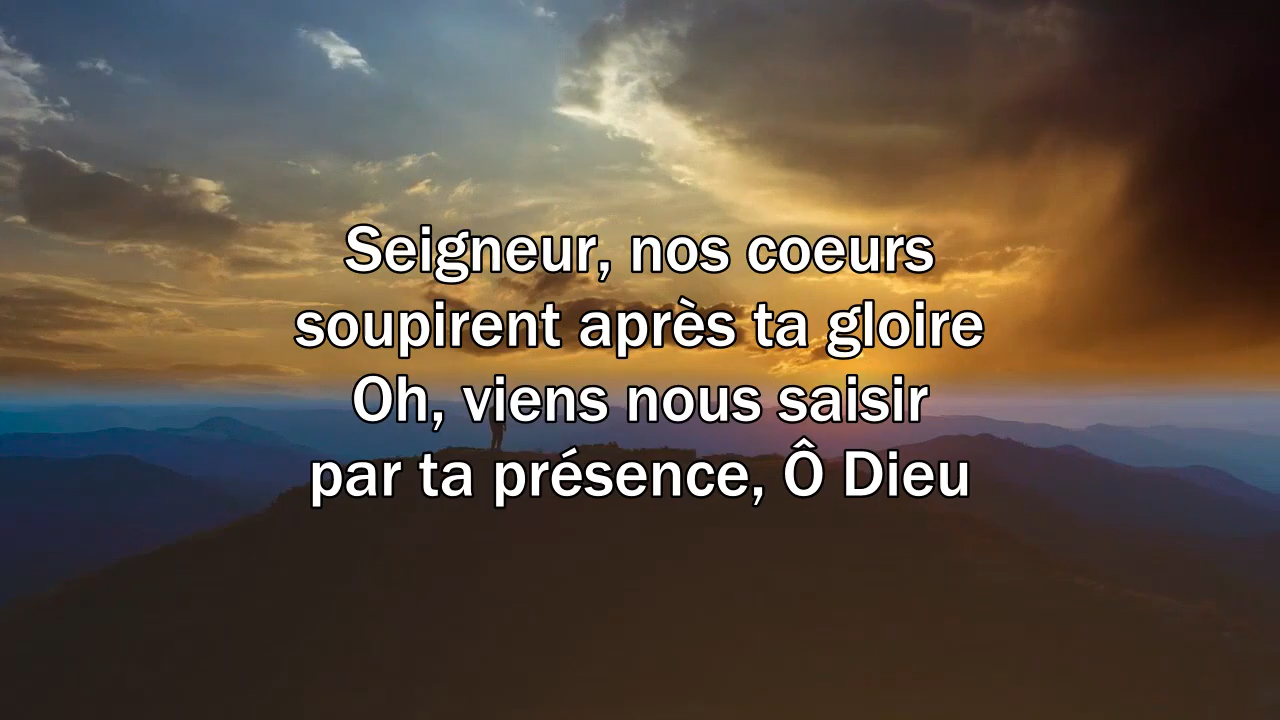 Seigneur, nos coeurs
soupirent après ta gloire
Oh, viens nous saisir
par ta présence, Ô Dieu